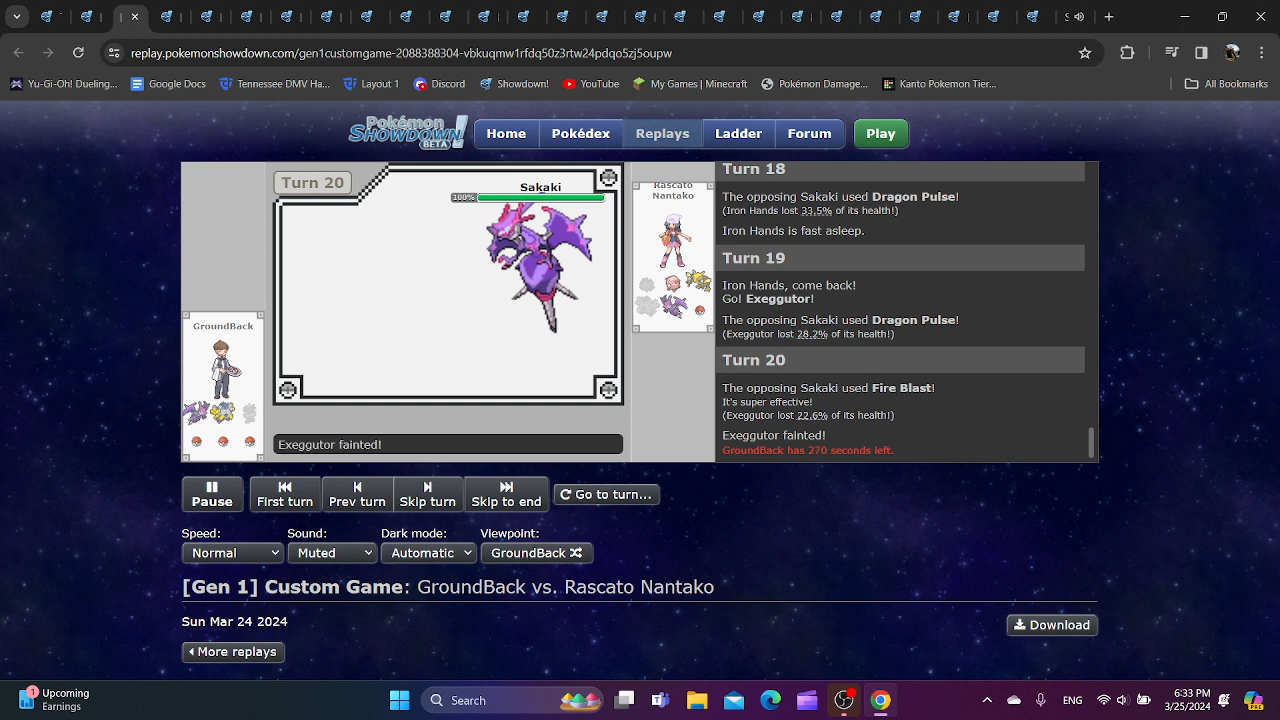 replay.pokemonshowdown.com/gen1customgame-2088388304-vbkuqmw1rfdq50z3rtw24pdqo5zj5oupw
Yu-Gi-Oh! Dueling...
Google Docs
Tennessee DMV Ha...
Layout 1
Discord
Showdown!
YouTube
My Games | Minecraft
Pokémon Damage...
Kanto Pokemon Tier...
All Bookmarks
Pokémon
SHOWDOWN!
BETA
Home
Pokédex
Replays
Ladder
Forum
Play
Turn 20
Sakaki
100%
Rascato
Nantako
GroundBack
Exeggutor fainted!
Turn 18
The opposing Sakaki used Dragon Pulse!
(Iron Hands lost 33.5% of its health!)
Iron Hands is fast asleep.
Turn 19
Iron Hands, come back!
Go! Exeggutor!
The opposing Sakaki used Dragon Pulse!
(Exeggutor lost 28.2% of its health!)
Turn 20
The opposing Sakaki used Fire Blast!
It's super effective!
(Exeggutor lost 22.6% of its health!)
Exeggutor fainted!
GroundBack has 270 seconds left.
Pause
First turn
Prev turn
Skip turn
Skip to end
Go to turn...
Speed:
Sound:
Dark mode:
Viewpoint:
Normal
Muted
Automatic
GroundBack
[Gen 1] Custom Game: GroundBack vs. Rascato Nantako
Sun Mar 24 2024
Download
More replays
1
Upcoming
Earnings
Search
ENG
6:33 PM
3/25/2024
PRE